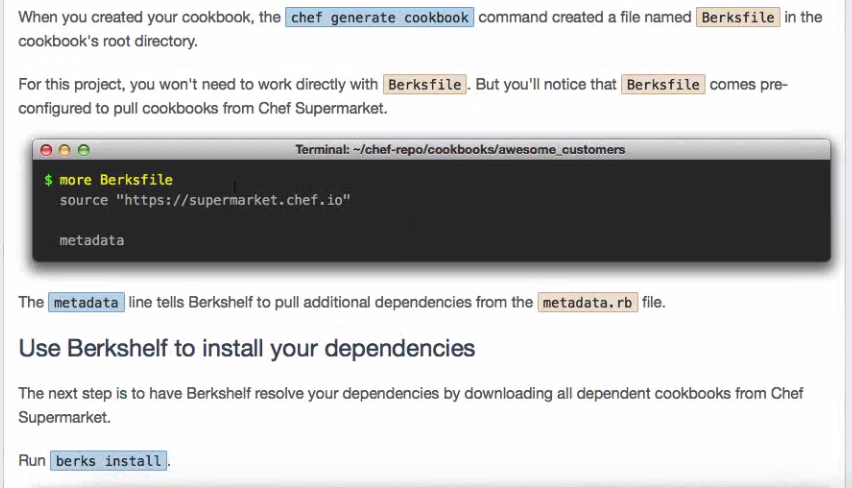 When you created your cookbook, the chef generate cookbook command created a file named Berksfile in the
cookbook's root directory.
For this project, you won't need to work directly with Berksfile. But you'll notice that Berksfile comes pre-
configured to pull cookbooks from Chef Supermarket.
Terminal: ~/chef-repo/cookbooks/awesome_customers
$ more Berksfile
source "https://supermarket.chef.io"
metadata
The metadata line tells Berkshelf to pull additional dependencies from the metadata.rb file.
Use Berkshelf to install your dependencies
The next step is to have Berkshelf resolve your dependencies by downloading all dependent cookbooks from Chef
Supermarket.
Run berks install.